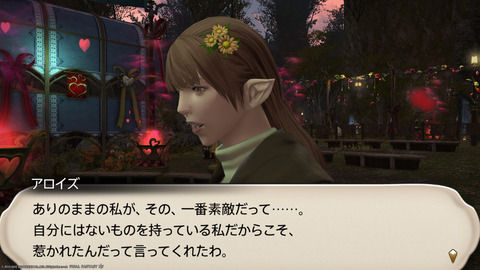 アロイズ
ありのままの私が、その、一番素敵だって……。
自分にはないものを持っている私だからこそ、
惹かれたんだって言ってくれたわ。